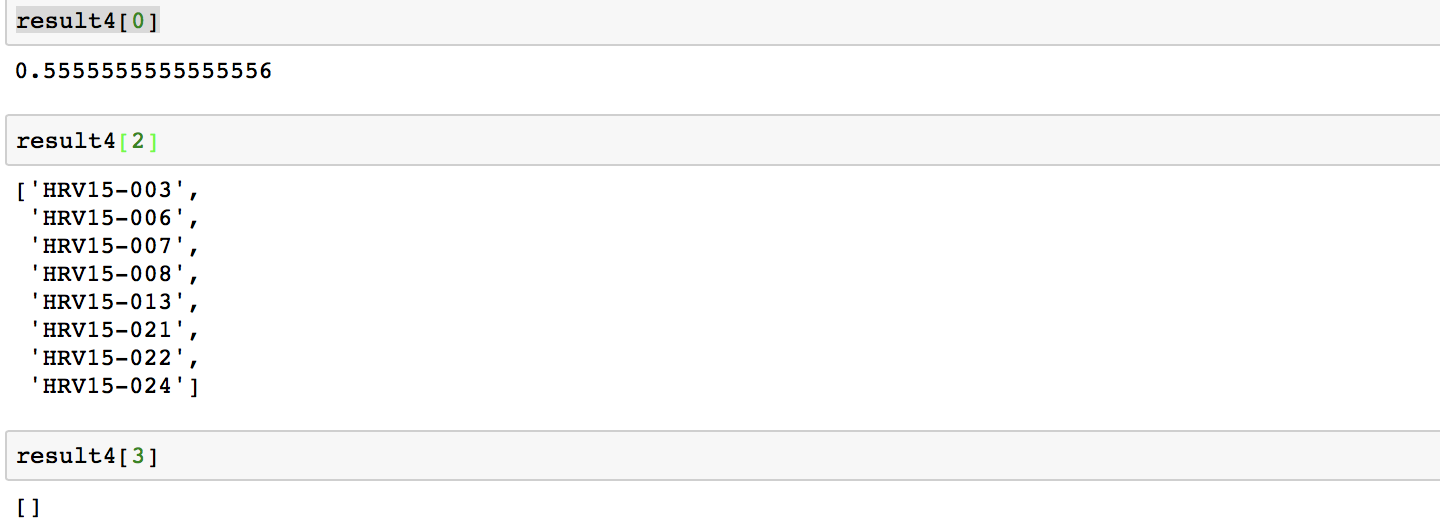 result4[0]
0.5555555555555556
result4[2]
['HRV15-003',
'HRV15-006',
'HRV15-007',
'HRV15-008',
'HRV15-013',
'HRV15-021',
'HRV15-022',
'HRV15-024']
result4[3]
[]